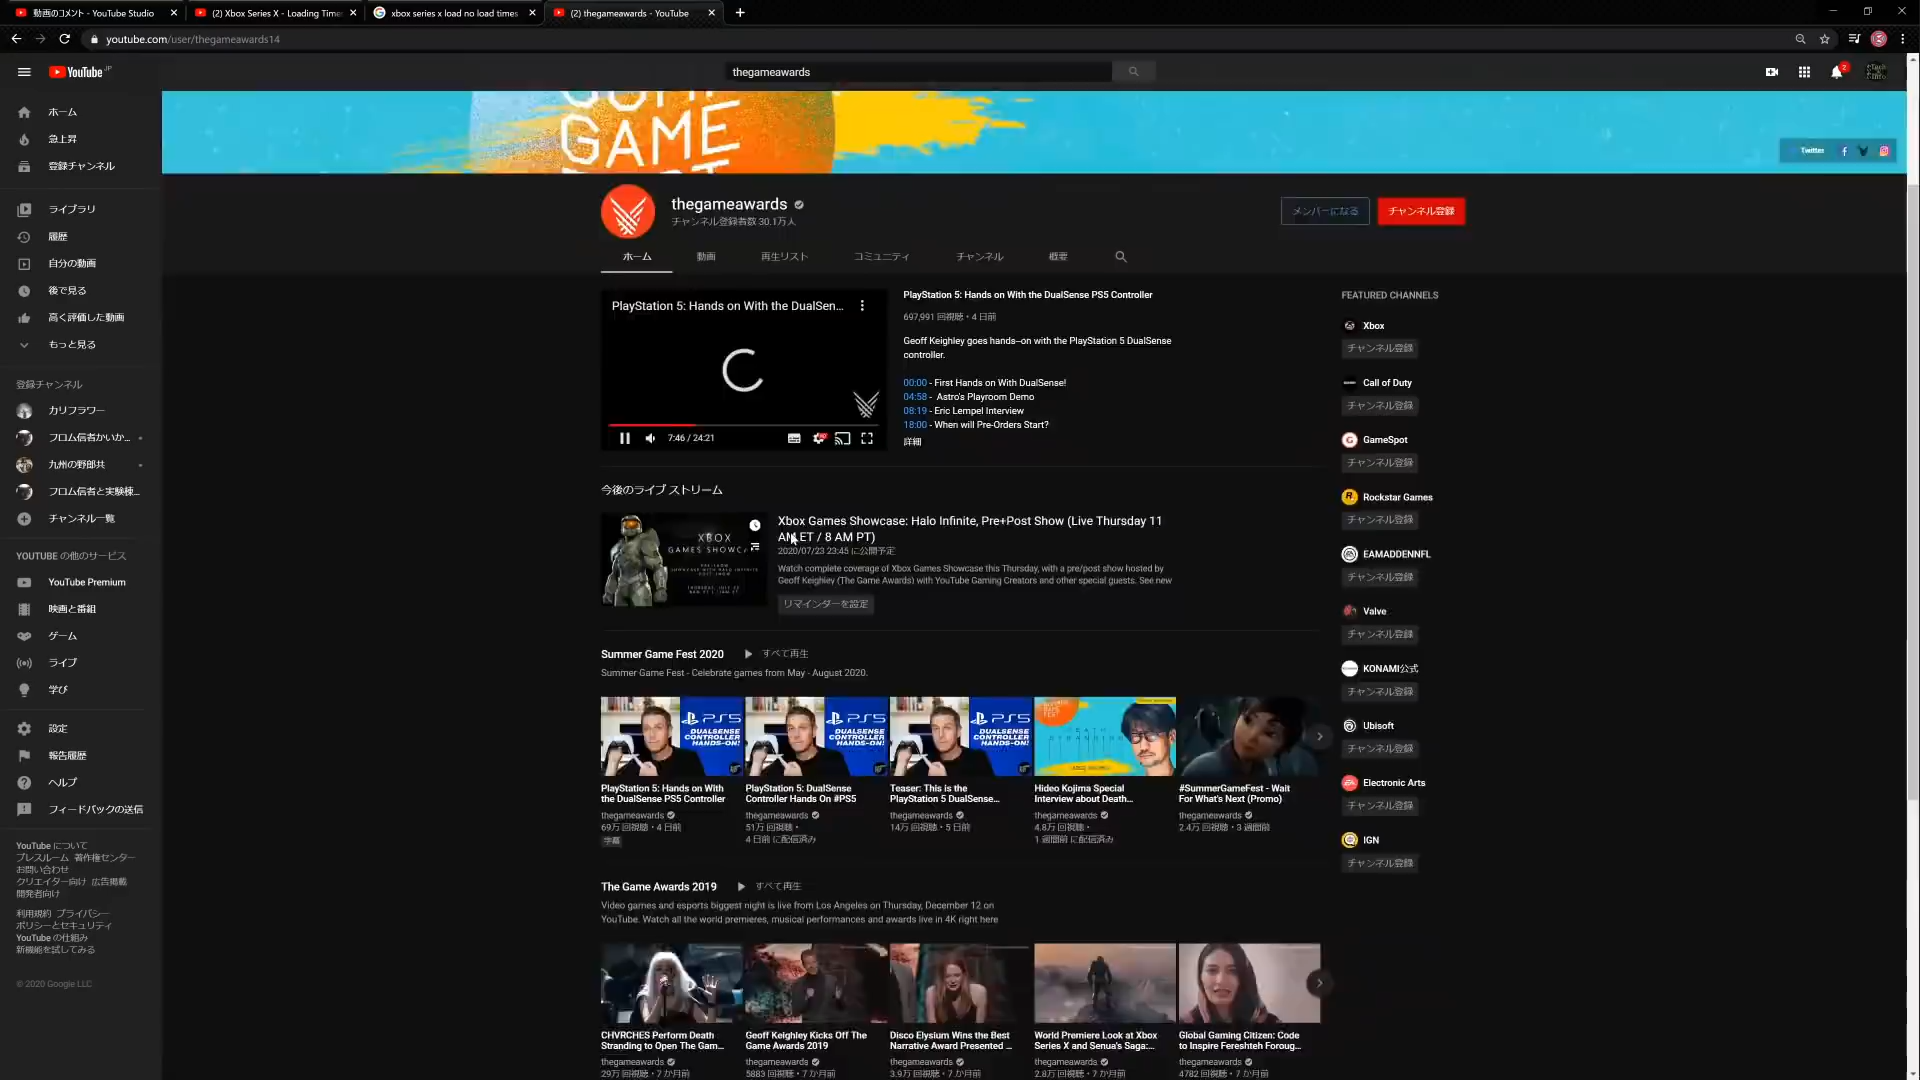 動画のコメント - YouTube Studio
(2) Xbox Series X - Loading Time
xbox series x load no load times
(2) thegameawards - YouTube
youtube.com/user/thegameawards14
YouTube JP
thegameawards
2
ホーム
急上昇
登録チャンネル
ライブラリ
履歴
自分の動画
後で見る
高く評価した動画
もっと見る
登録チャンネル
カリフラワー
フロム信者かいか...
九州の野郎共
フロム信者と実験棟...
チャンネル一覧
YOUTUBE の他のサービス
YouTube Premium
映画と番組
ゲーム
ライブ
学び
設定
報告履歴
ヘルプ
フィードバックの送信
YouTube について
プレスルーム 著作権センター
お問い合わせ
クリエイター向け 広告掲載
開発者向け
利用規約 プライバシー
ポリシーとセキュリティ
YouTube の仕組み
新機能を試してみる
© 2020 Google LLC
GAME
Twitter
thegameawards
チャンネル登録者数 30.1万人
メンバーになる
チャンネル登録
ホーム
動画
再生リスト
コミュニティ
チャンネル
概要
PlayStation 5: Hands on With the DualSen...
7:46 / 24:21
PlayStation 5: Hands on With the DualSense PS5 Controller
697,991 回視聴・4 日前
Geoff Keighley goes hands-on with the PlayStation 5 DualSense
controller.
00:00 - First Hands on With DualSense!
04:58 - Astro's Playroom Demo
08:19 - Eric Lempel Interview
18:00 - When will Pre-Orders Start?
詳細
今後のライブ ストリーム
XBOX
GAMES SHOWCA
Xbox Games Showcase: Halo Infinite, Pre+Post Show (Live Thursday 11
AM ET / 8 AM PT)
2020/07/23 23:45 に公開予定
Watch complete coverage of Xbox Games Showcase this Thursday, with a pre/post show hosted by
Geoff Keighley (The Game Awards) with YouTube Gaming Creators and other special guests. See new
リマインダーを設定
Summer Game Fest 2020
すべて再生
Summer Game Fest - Celebrate games from May - August 2020.
PS5
DUALSENSE
CONTROLLER
HANDS-ON!
PS5
DUALSENSE
CONTROLLER
HANDS-ON!
PS5
DUALSENSE
CONTROLLER
HANDS-ON!
PlayStation 5: Hands on With
the DualSense PS5 Controller
thegameawards
69万 回視聴・4 日前
字幕
PlayStation 5: DualSense
Controller Hands On #PS5
thegameawards
51万 回視聴・
4 日前 に配信済み
Teaser: This is the
PlayStation 5 DualSense...
thegameawards
14万 回視聴・5 日前
Hideo Kojima Special
Interview about Death...
thegameawards
4.8万 回視聴・
1 週間前 に配信済み
#SummerGameFest - Wait
For What's Next (Promo)
thegameawards
2.4万 回視聴・3 週間前
The Game Awards 2019
すべて再生
Video games and esports biggest night is live from Los Angeles on Thursday, December 12 on
YouTube. Watch all the world premieres, musical performances and awards live in 4K right here
CHVRCHES Perform Death
Stranding to Open The Gam...
thegameawards
29万 回視聴・7 か月前
Geoff Keighley Kicks Off The
Game Awards 2019
thegameawards
5883 回視聴・7 か月前
Disco Elysium Wins the Best
Narrative Award Presented ...
thegameawards
3.9万 回視聴・7 か月前
World Premiere Look at Xbox
Series X and Senua's Saga:...
thegameawards
2.8万 回視聴・7 か月前
Global Gaming Citizen: Code
to Inspire Fereshteh Foroug...
thegameawards
4782 回視聴・7 か月前
FEATURED CHANNELS
Xbox
チャンネル登録
Call of Duty
チャンネル登録
GameSpot
チャンネル登録
Rockstar Games
チャンネル登録
EAMADDENNFL
チャンネル登録
Valve
チャンネル登録
KONAMI公式
チャンネル登録
Ubisoft
チャンネル登録
Electronic Arts
チャンネル登録
IGN
チャンネル登録